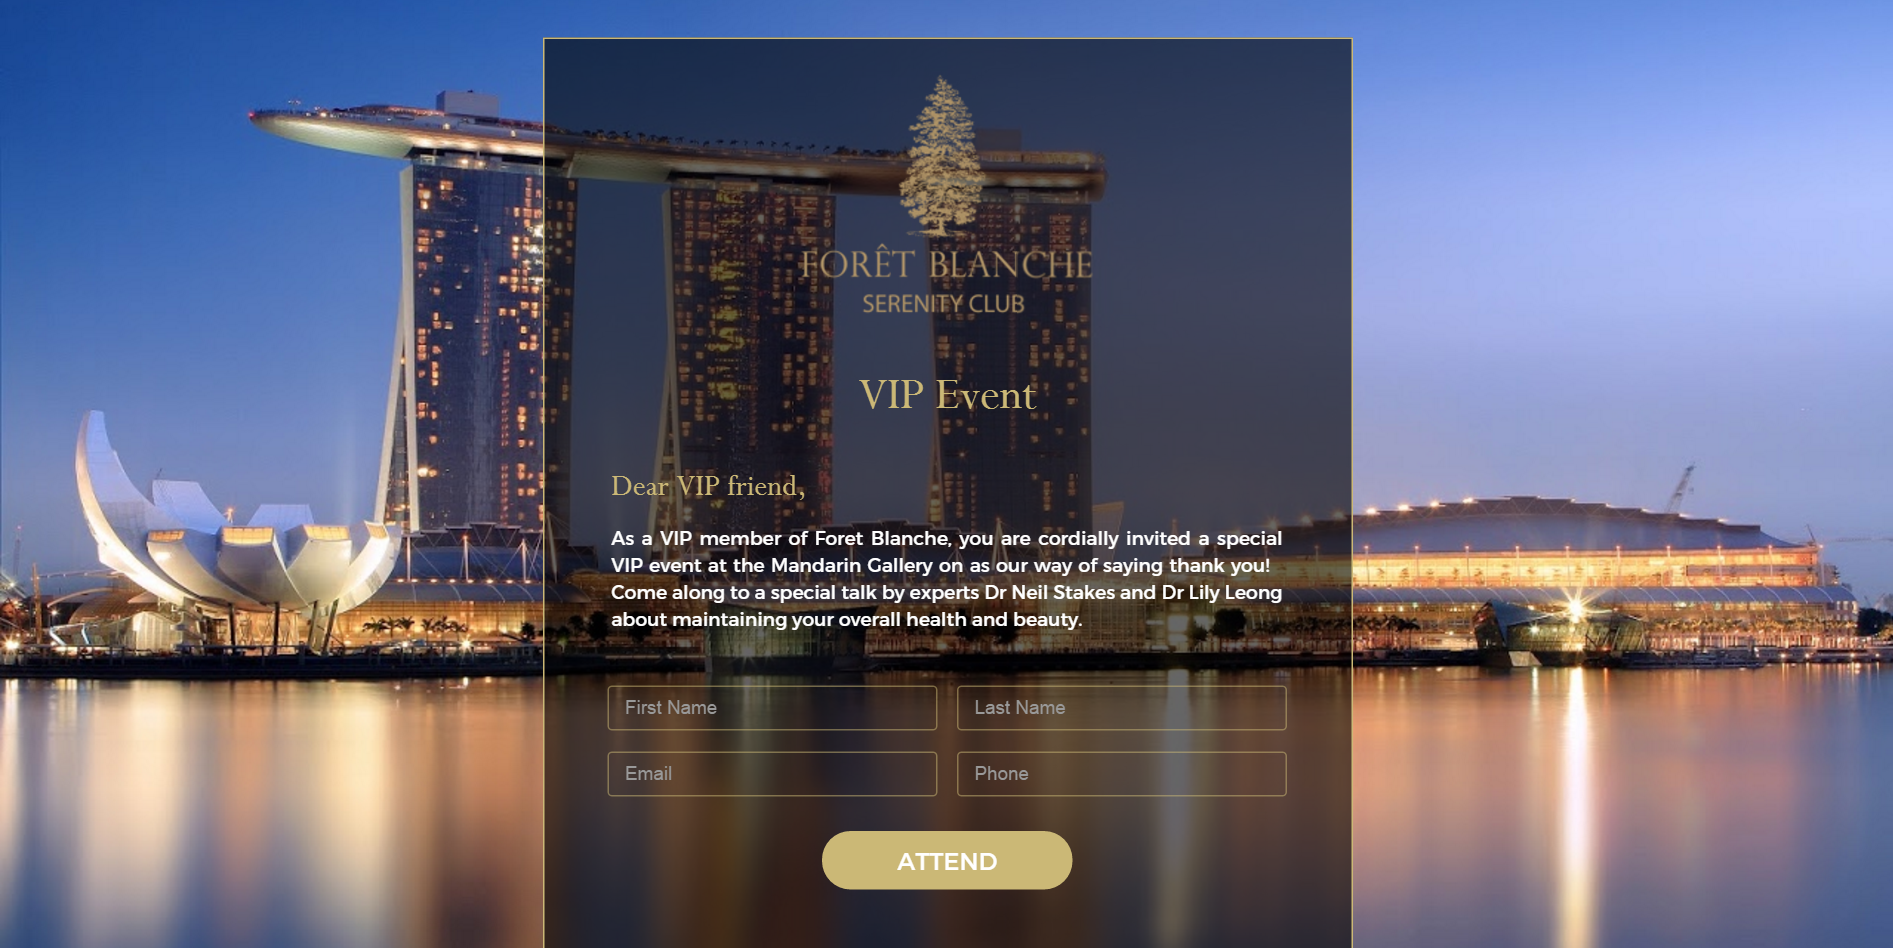 FORÊT BLANCHE
SERENITY CLUB
VIP Event
Dear VIP friend,
As a VIP member of Foret Blanche, you are cordially invited a special
VIP event at the Mandarin Gallery on as our way of saying thank you!
Come along to a special talk by experts Dr Neil Stakes and Dr Lily Leong
about maintaining your overall health and beauty.
First Name
Last Name
Email
Phone
ATTEND